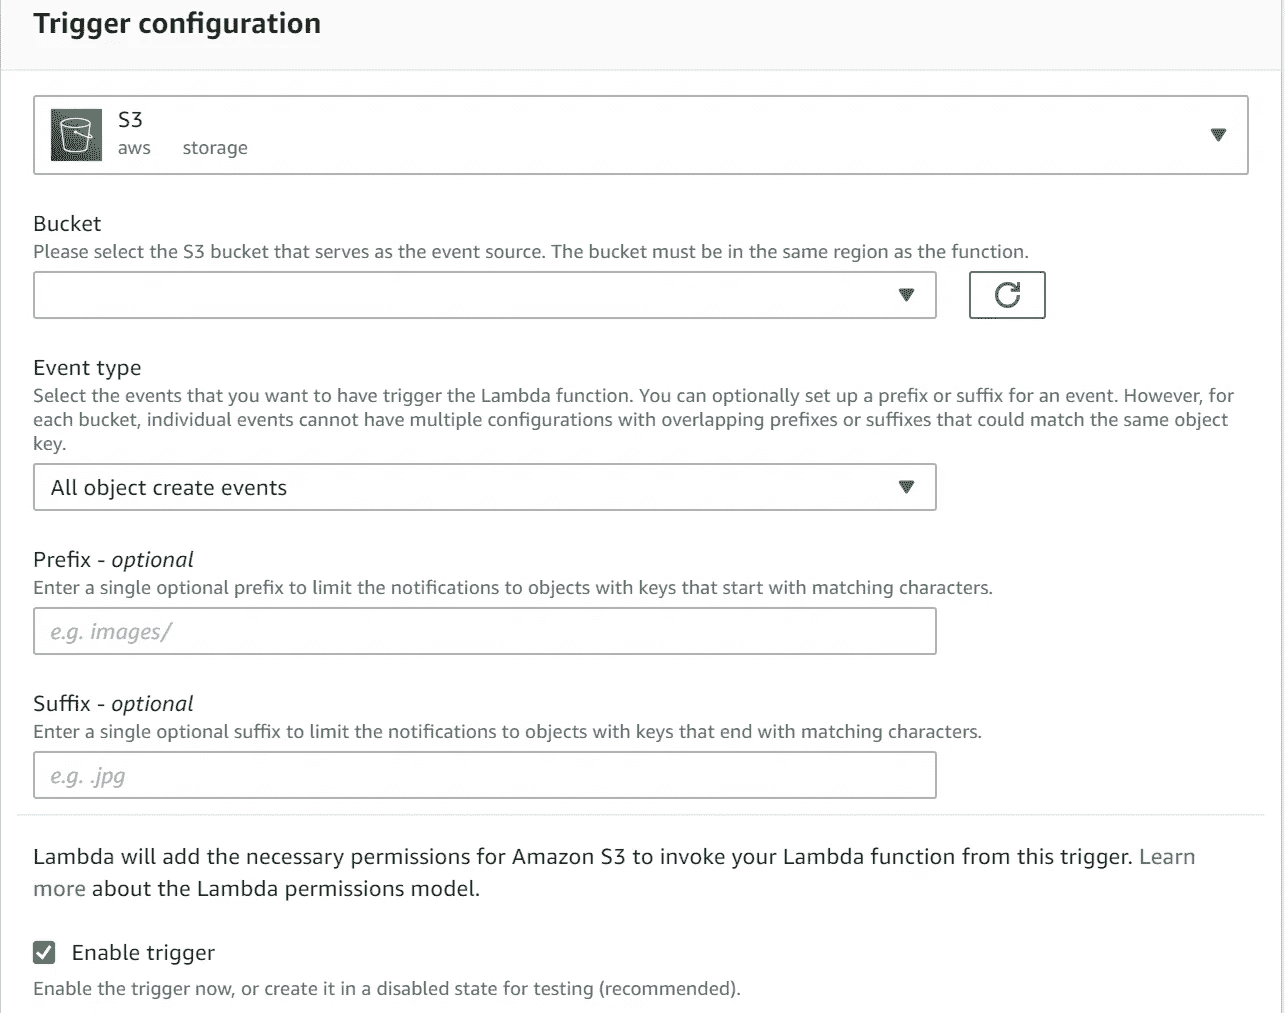 Trigger configuration
S3
aws storage
Bucket
Please select the S3 bucket that serves as the event source. The bucket must be in the same region as the function.
Event type
Select the events that you want to have trigger the Lambda function. You can optionally set up a prefix or suffix for an event. However, for
each bucket, individual events cannot have multiple configurations with overlapping prefixes or suffixes that could match the same object
key.
All object create events
Prefix - optional
Enter a single optional prefix to limit the notifications to objects with keys that start with matching characters.
e.g. images/
Suffix - optional
Enter a single optional suffix to limit the notifications to objects with keys that end with matching characters.
e.g. .jpg
Lambda will add the necessary permissions for Amazon S3 to invoke your Lambda function from this trigger. Learn
more about the Lambda permissions model.
Enable trigger
Enable the trigger now, or create it in a disabled state for testing (recommended).